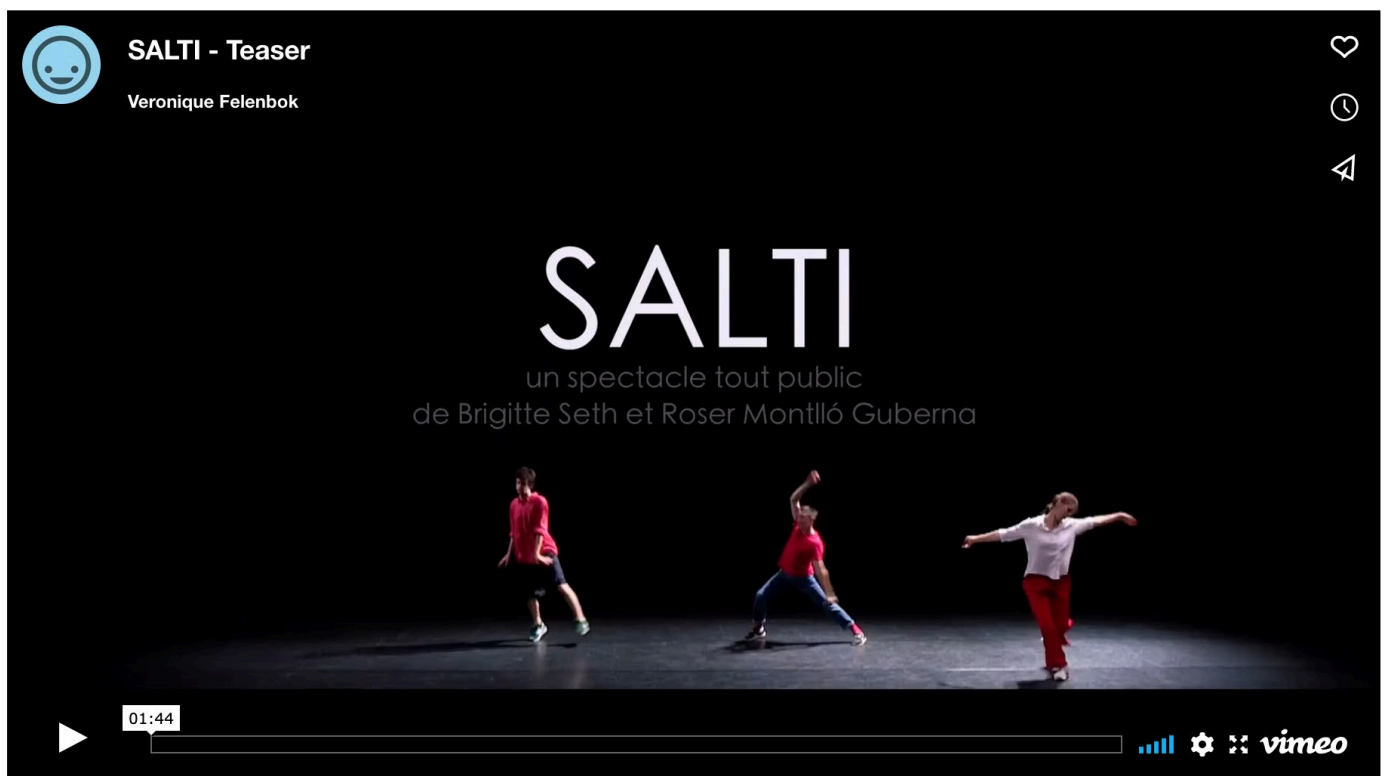 SALTI - Teaser
Veronique Felenbok
SALTI
un spectacle tout public
de Brigitte Seth et Roser Montlló Guberna
01:44
vimeo